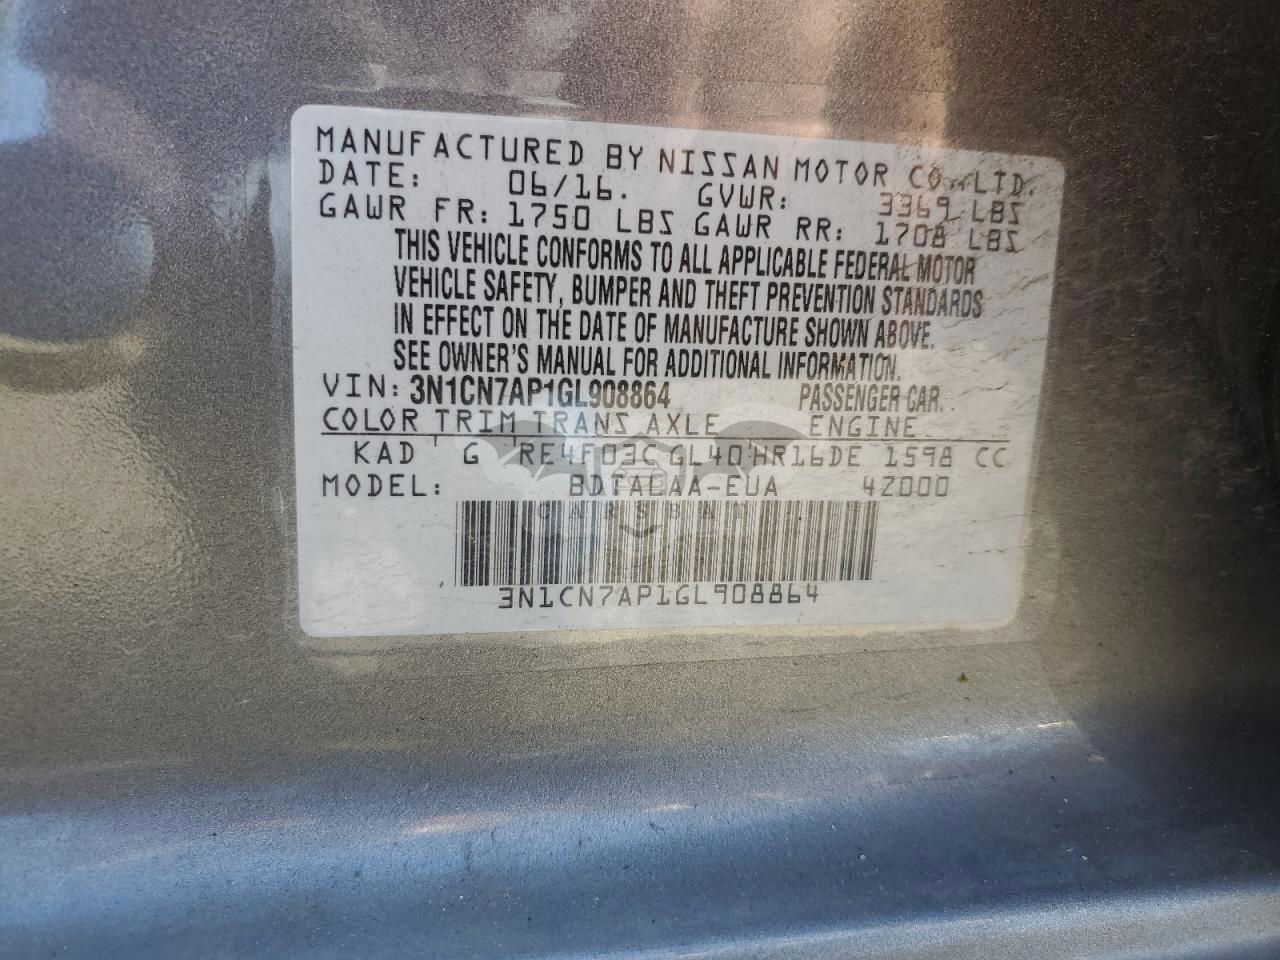 MANUFACTURED BY NISSAN MOTOR CO.,LTD.
DATE: 06/16. GVWR: 3369 LBS
GAWR FR: 1750 LBS GAWR RR: 1708 LBS
THIS VEHICLE CONFORMS TO ALL APPLICABLE FEDERAL MOTOR
VEHICLE SAFETY, BUMPER AND THEFT PREVENTION STANDARDS
IN EFFECT ON THE DATE OF MANUFACTURE SHOWN ABOVE.
SEE OWNER'S MANUAL FOR ADDITIONAL INFORMATION.
VIN: 3N1CN7AP1GL908864 PASSENGER CAR.
COLOR TRIM TRANS AXLE ENGINE
KAD G RE4F03C GL40 HR16DE 1598 CC
MODEL: BDTALAA-EUA 4Z000
CARSBAT
3N1CN7AP1GL908864